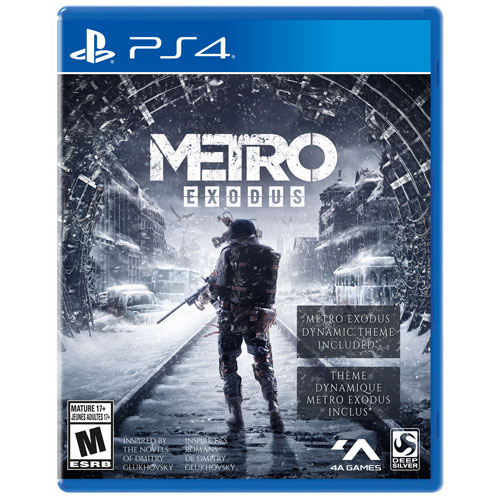 PS4
METRO
EXODUS
METRO EXODUS
DYNAMIC THEME
INCLUDED*
THÈME
DYNAMIQUE
METRO EXODUS
INCLUS*
MATURE 17+
JEUNES ADULTES 17+
M
ESRB
INSPIRED BY
THE NOVELS
OF DMITRY
GLUKHOVSKY
INSPIRÉ DES
ROMANS
DE DMITRY
GLUKHOVSKY
4A GAMES
DEEP
SILVER